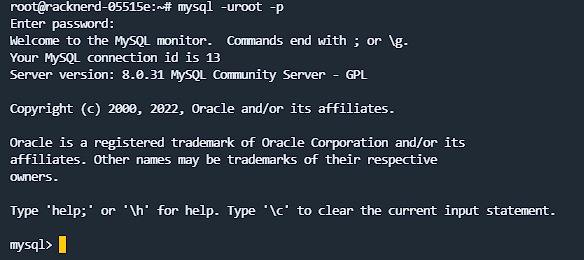 root@racknerd-05515e:~# mysql -uroot -p
Enter password:
Welcome to the MySQL monitor.  Commands end with ; or \g.
Your MySQL connection id is 13
Server version: 8.0.31 MySQL Community Server - GPL
Copyright (c) 2000, 2022, Oracle and/or its affiliates.
Oracle is a registered trademark of Oracle Corporation and/or its
affiliates. Other names may be trademarks of their respective
owners.
Type 'help;' or '\h' for help. Type '\c' to clear the current input statement.
mysql>